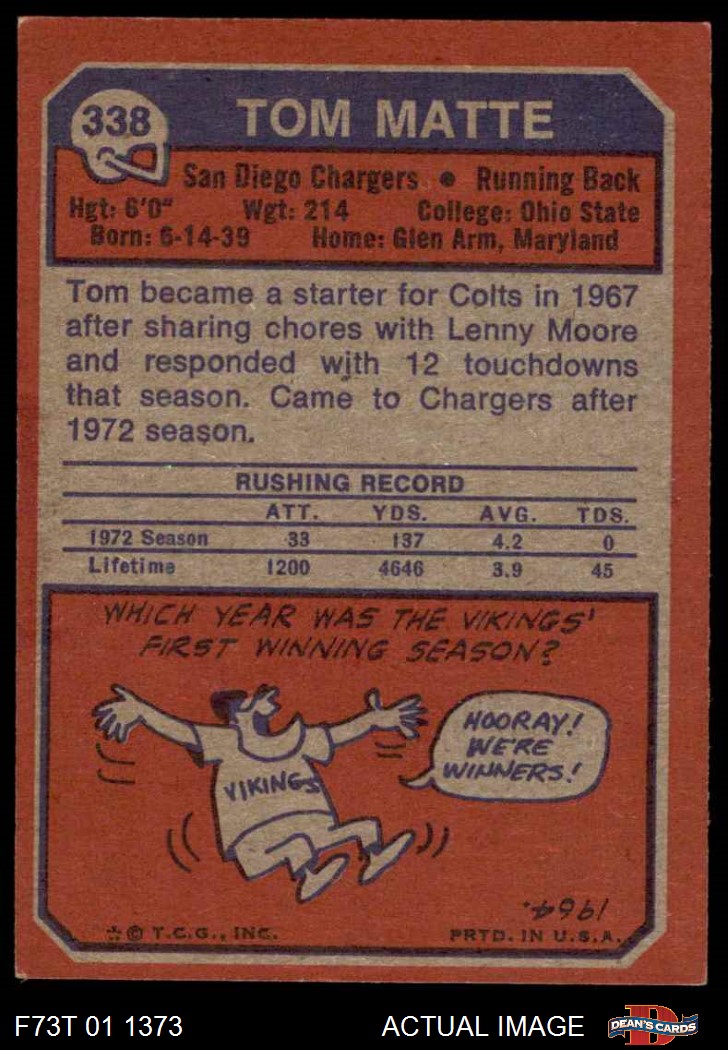 338
TOM MATTE
San Diego Chargers • Running Back
Hgt: 6'0" Wgt: 214 College: Ohio State
Born: 6-14-39 Home: Glen Arm, Maryland
Tom became a starter for Colts in 1967
after sharing chores with Lenny Moore
and responded with 12 touchdowns
that season. Came to Chargers after
1972 season.
RUSHING RECORD
ATT. YDS. AVG. TDS.
1972 Season 33 137 4.2 0
Lifetime 1200 4646 3.9 45
WHICH YEAR WAS THE VIKINGS'
FIRST WINNING SEASON?
HOORAY!
WE'RE
WINNERS!
VIKINGS
1964.
☆ © T.C.G., INC. PRTD. IN U.S.A.
F73T 01 1373 ACTUAL IMAGE D DEAN'S CARDS